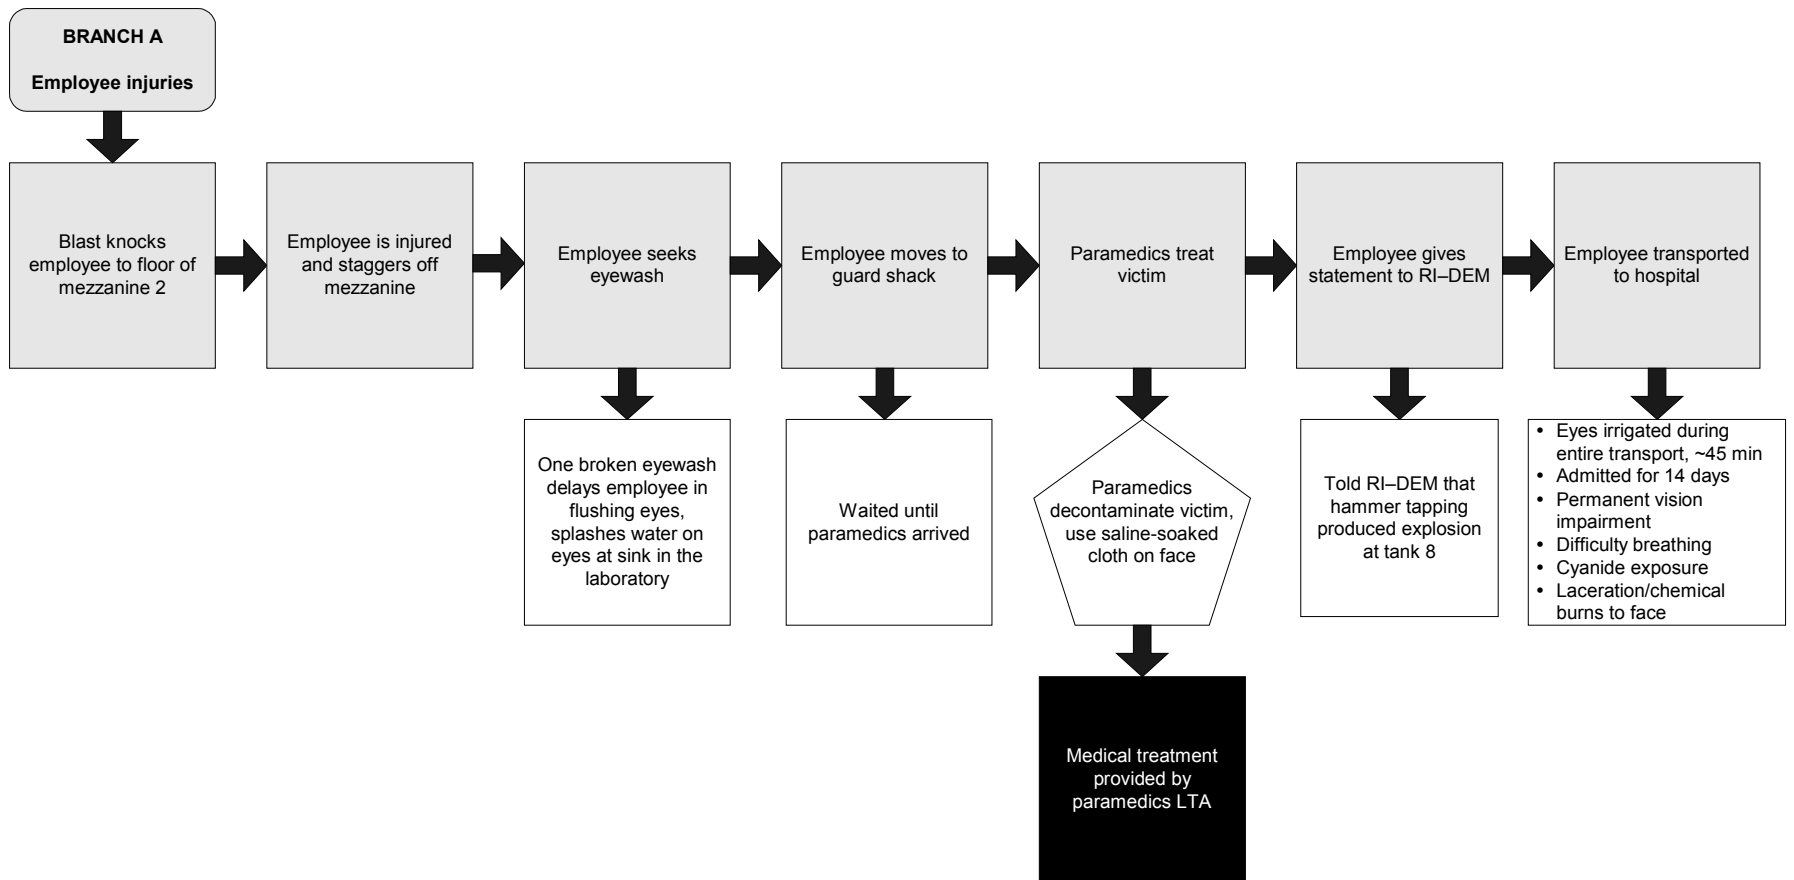 BRANCH A
Employee injuries
Blast knocks
employee to floor of
mezzanine 2
Employee is injured
and staggers off
mezzanine
Employee seeks
eyewash
Employee moves to
guard shack
Paramedics treat
victim
Employee gives
statement to RI–DEM
Employee transported
to hospital
One broken eyewash
delays employee in
flushing eyes,
splashes water on
eyes at sink in the
laboratory
Waited until
paramedics arrived
Paramedics
decontaminate victim,
use saline-soaked
cloth on face
Told RI–DEM that
hammer tapping
produced explosion
at tank 8
• Eyes irrigated during
entire transport, ~45 min
• Admitted for 14 days
• Permanent vision
impairment
• Difficulty breathing
• Cyanide exposure
• Laceration/chemical
burns to face
Medical treatment
provided by
paramedics LTA